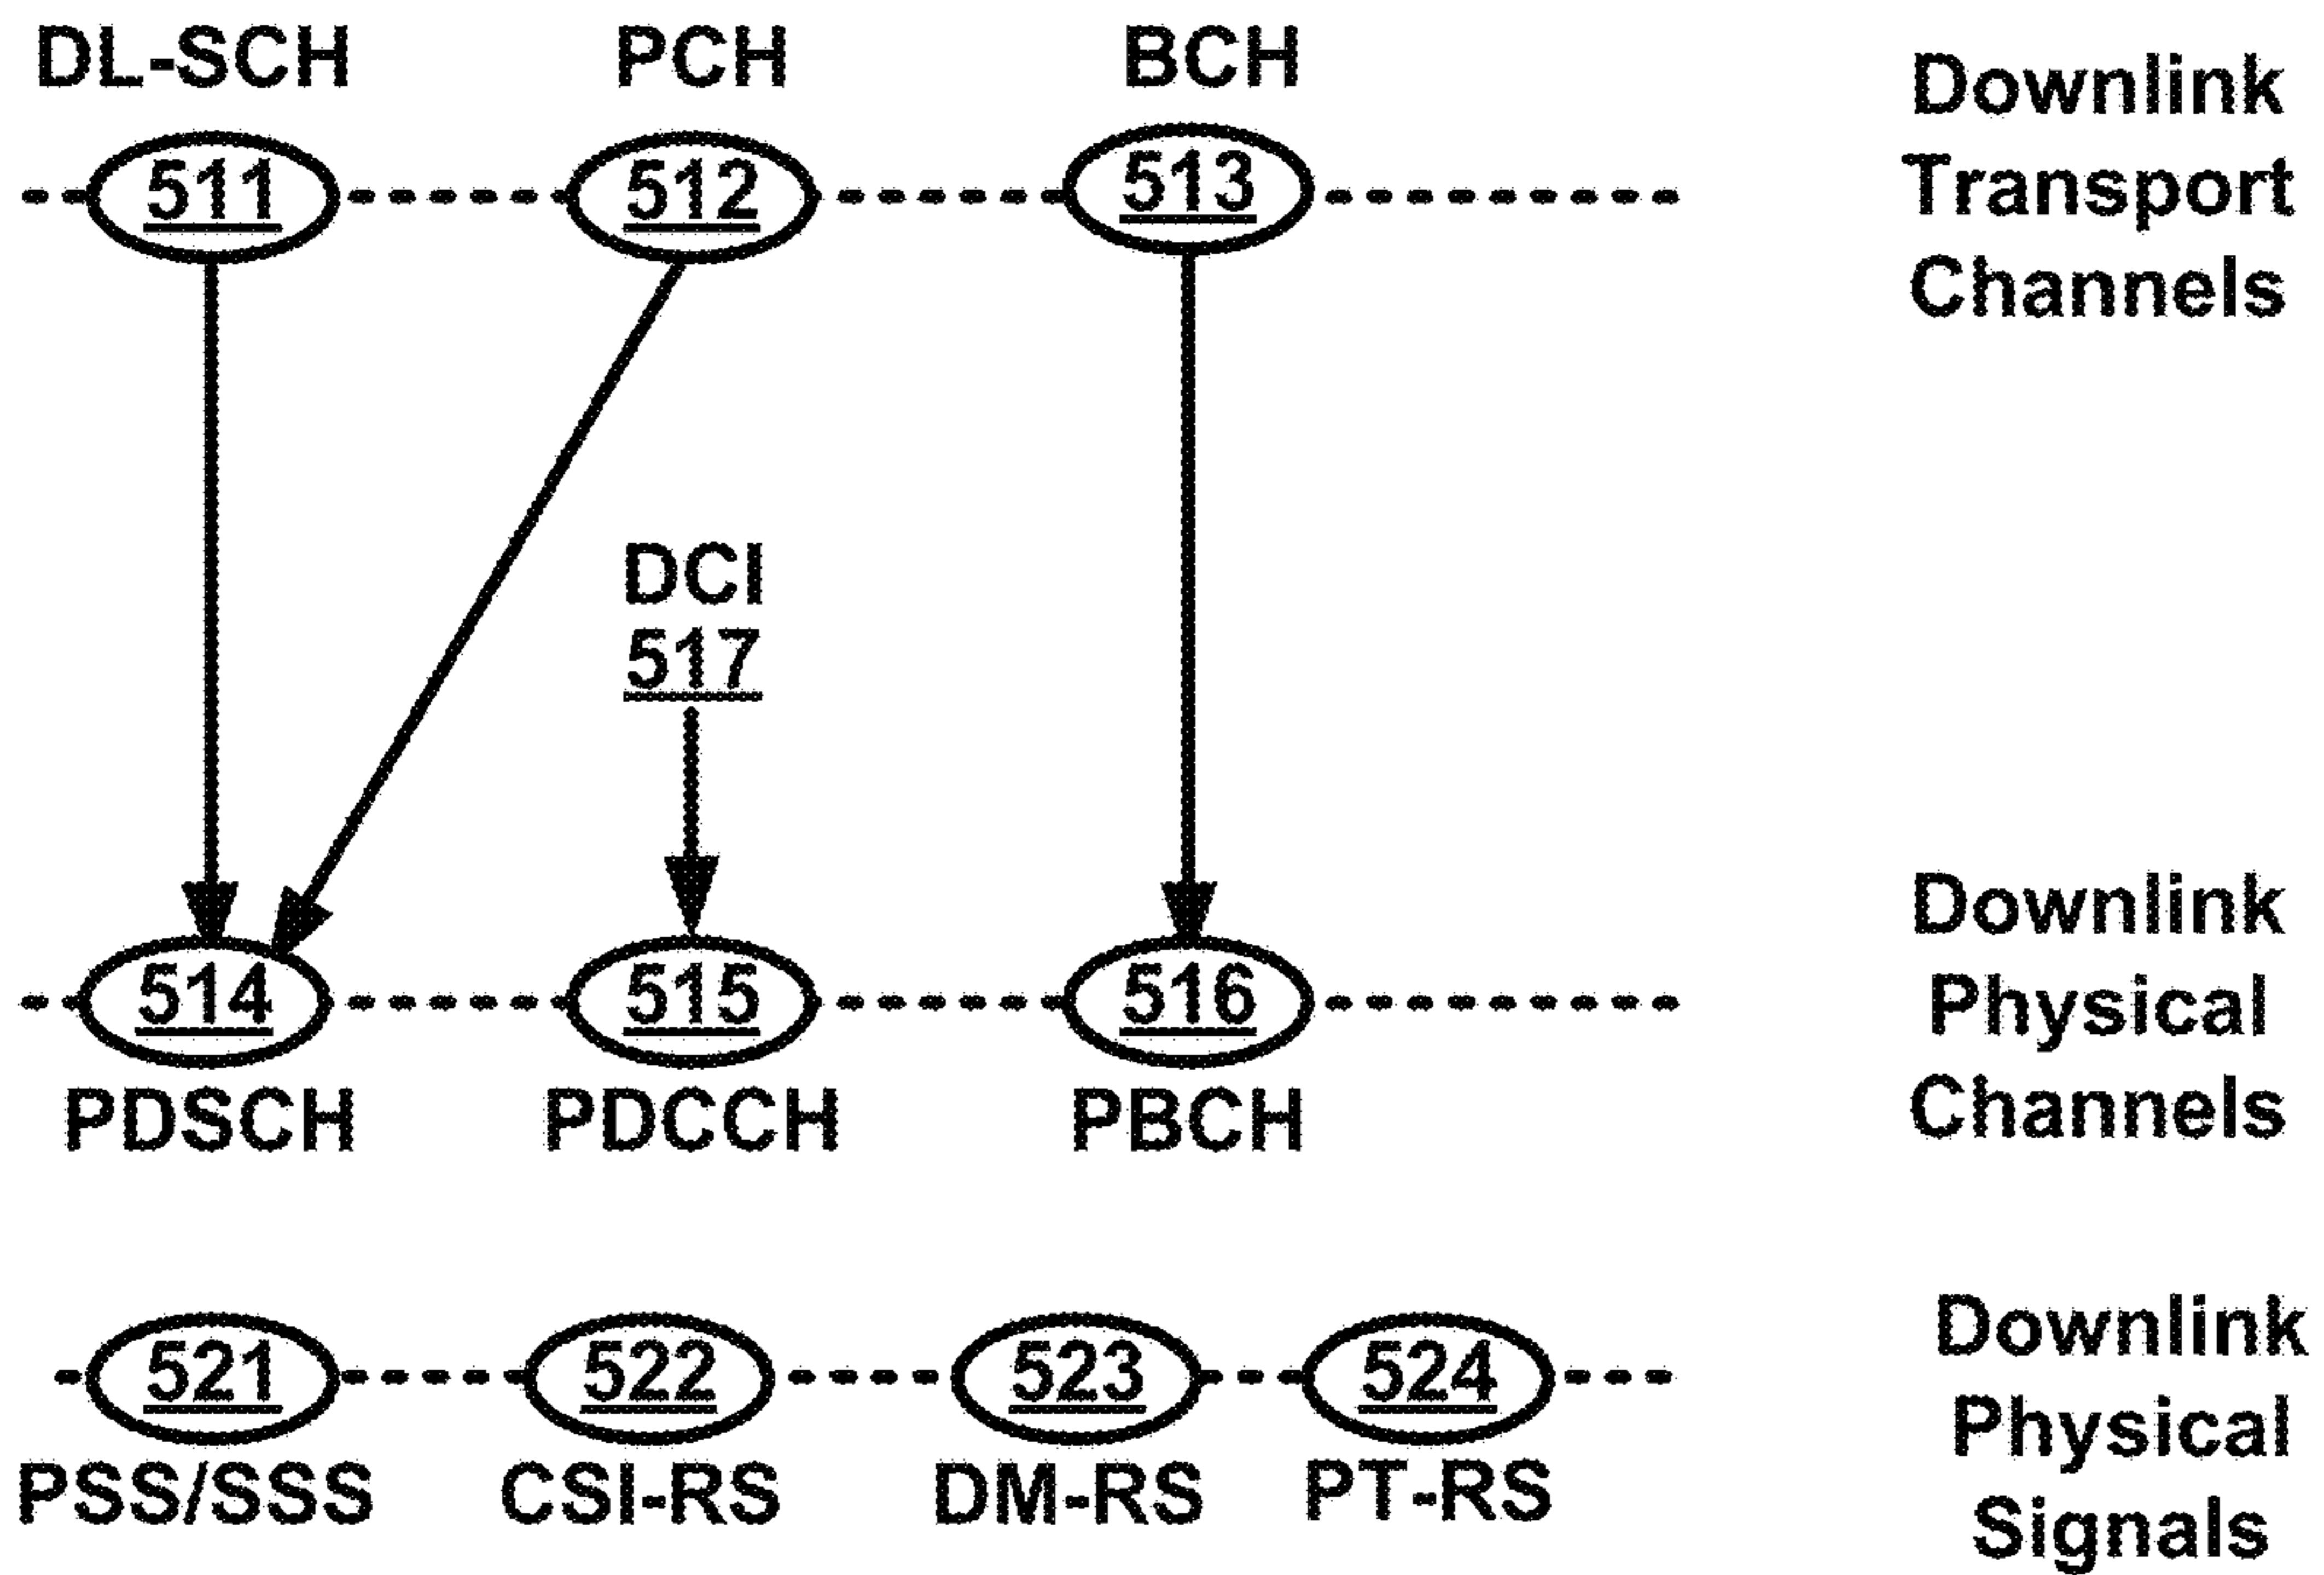 DL-SCH PCH BCH
511 512 513
Downlink
Transport
Channels
DCI
517
514 515 516
PDSCH PDCCH PBCH
Downlink
Physical
Channels
521 522 523 524
PSS/SSS CSI-RS DM-RS PT-RS
Downlink
Physical
Signals